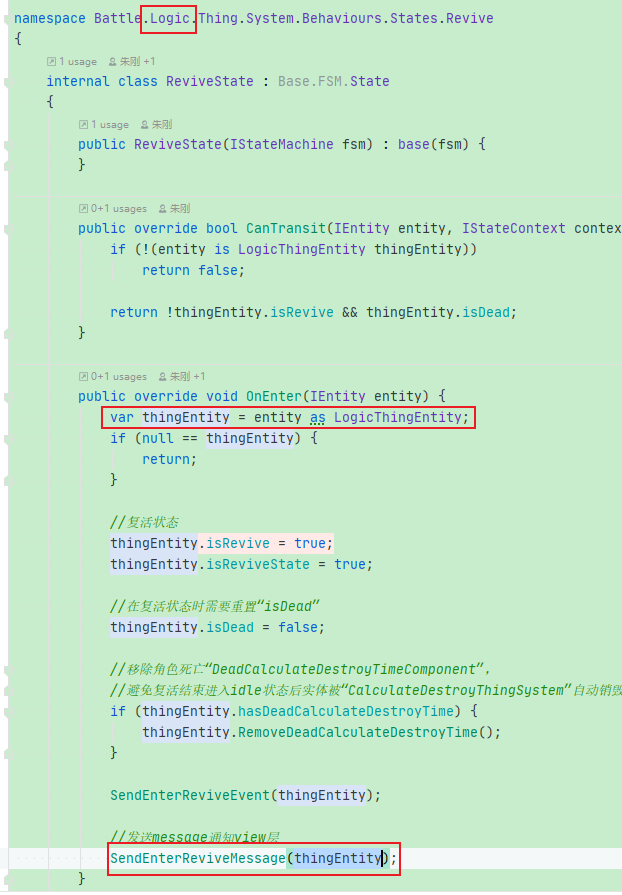 namespace Battle.Logic.Thing.System.Behaviours.States.Revive
{
1 usage 朱刚 +1
internal class ReviveState : Base.FSM.State
{
1 usage 朱刚
public ReviveState(IStateMachine fsm) : base(fsm) {
}
0+1 usages 朱刚
public override bool CanTransit(IEntity entity, IStateContext contex
if (!(entity is LogicThingEntity thingEntity))
return false;
return !thingEntity.isRevive && thingEntity.isDead;
}
0+1 usages 朱刚 +1
public override void OnEnter(IEntity entity) {
var thingEntity = entity as LogicThingEntity;
if (null == thingEntity) {
return;
}
//复活状态
thingEntity.isRevive = true;
thingEntity.isReviveState = true;
//在复活状态时需要重置“isDead”
thingEntity.isDead = false;
//移除角色死亡“DeadCalculateDestroyTimeComponent”，
//避免复活结束进入idle状态后实体被“CalculateDestroyThingSystem”自动销毁
if (thingEntity.hasDeadCalculateDestroyTime) {
thingEntity.RemoveDeadCalculateDestroyTime();
}
SendEnterReviveEvent(thingEntity);
//发送message通知view层
SendEnterReviveMessage(thingEntity);
}